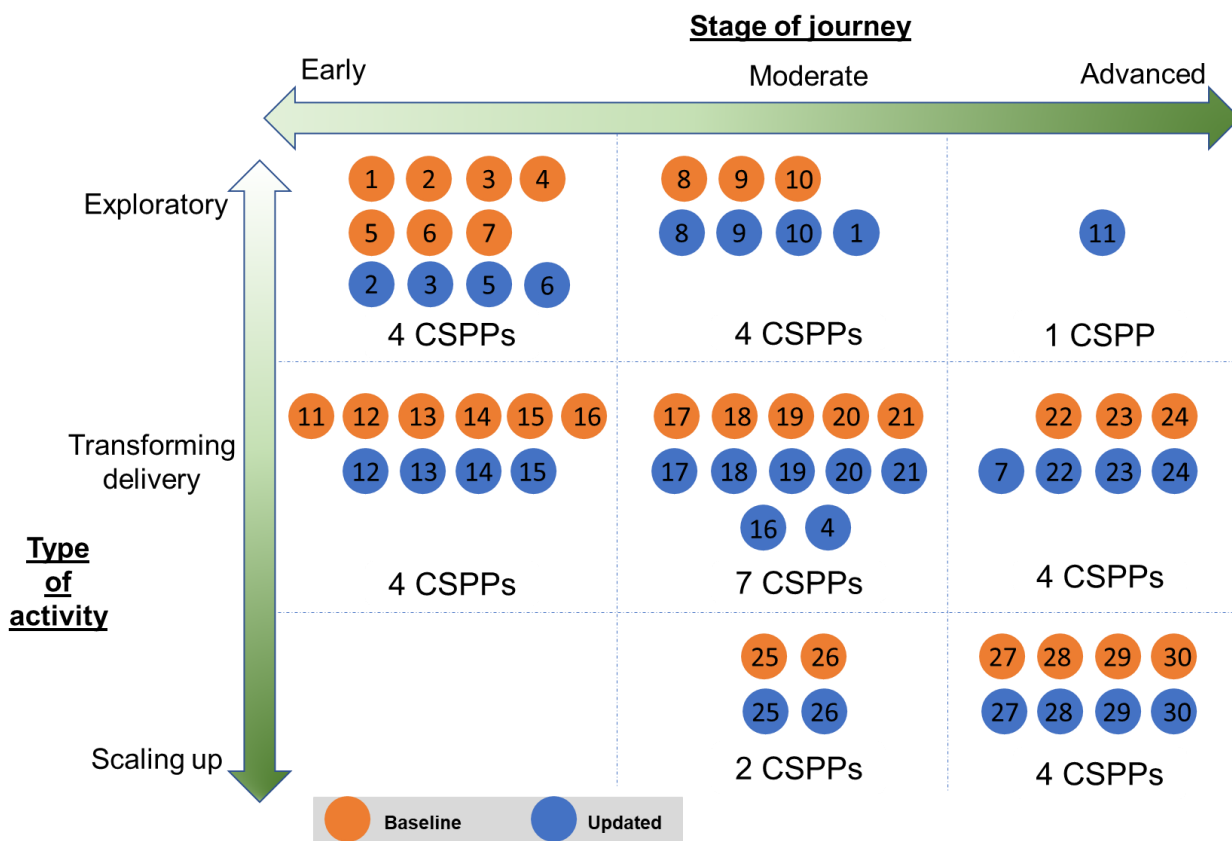 Stage of journey
Early
Moderate
Advanced
Exploratory
1 2 3 4
5 6 7
2 3 5 6
4 CSPPs
8 9 10
8 9 10 1
4 CSPPs
11
1 CSPP
Transforming
delivery
11 12 13 14 15 16
12 13 14 15
4 CSPPs
17 18 19 20 21
17 18 19 20 21
16 4
7 CSPPs
22 23 24
7 22 23 24
4 CSPPs
Type
of
activity
Scaling up
25 26
25 26
2 CSPPs
27 28 29 30
27 28 29 30
4 CSPPs
Baseline
Updated